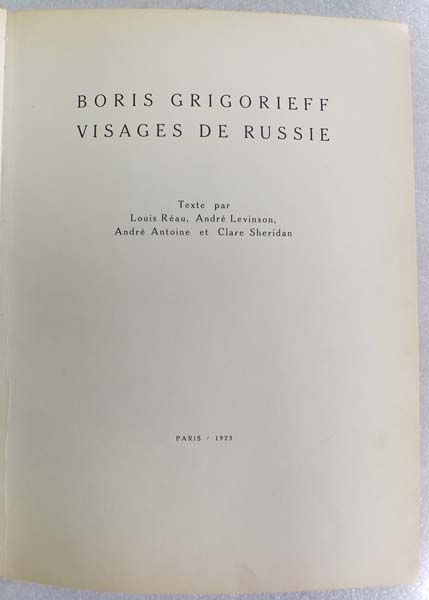 BORIS GRIGORIEFF
VISAGES DE RUSSIE
Texte par
Louis Réau, André Levinson,
André Antoine et Clare Sheridan
PARIS / 1923